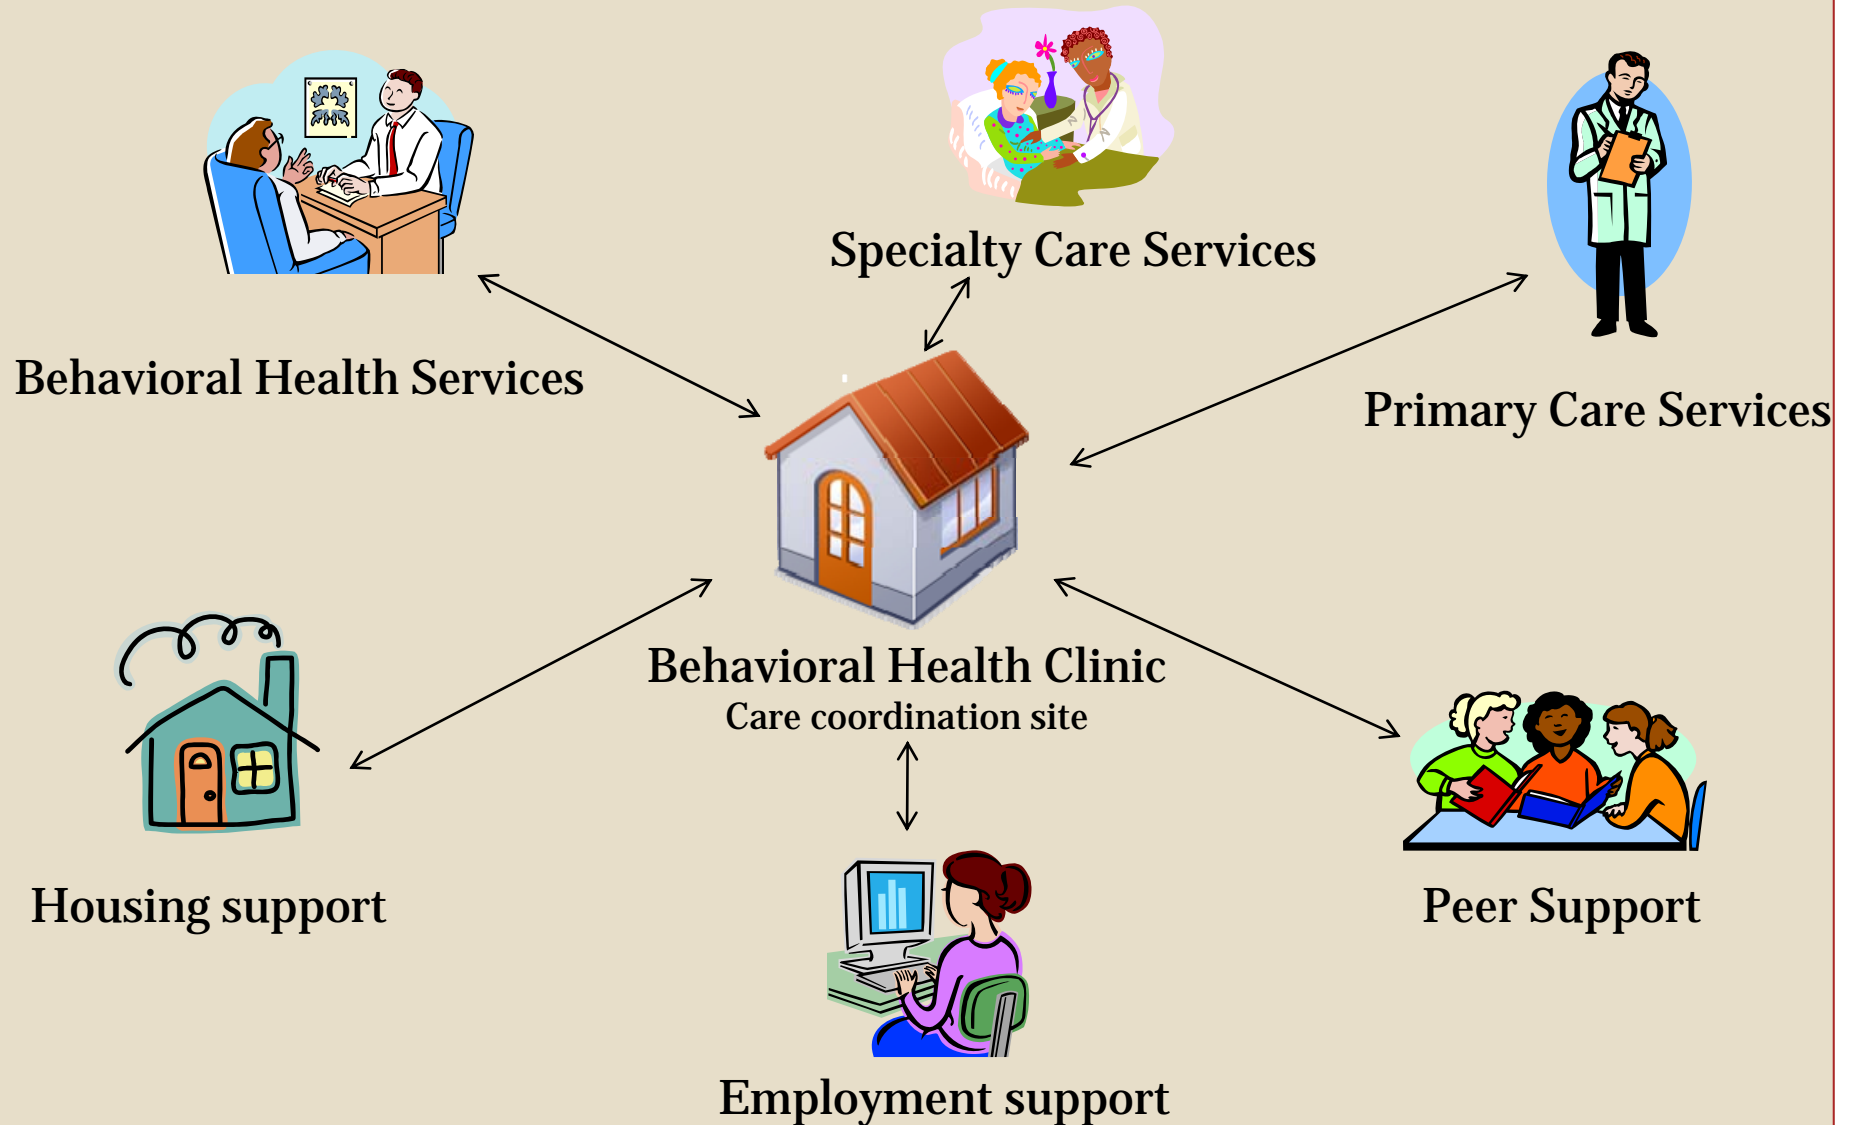 Specialty Care Services
Behavioral Health Services
Primary Care Services
Behavioral Health Clinic
Care coordination site
Housing support
Peer Support
Employment support